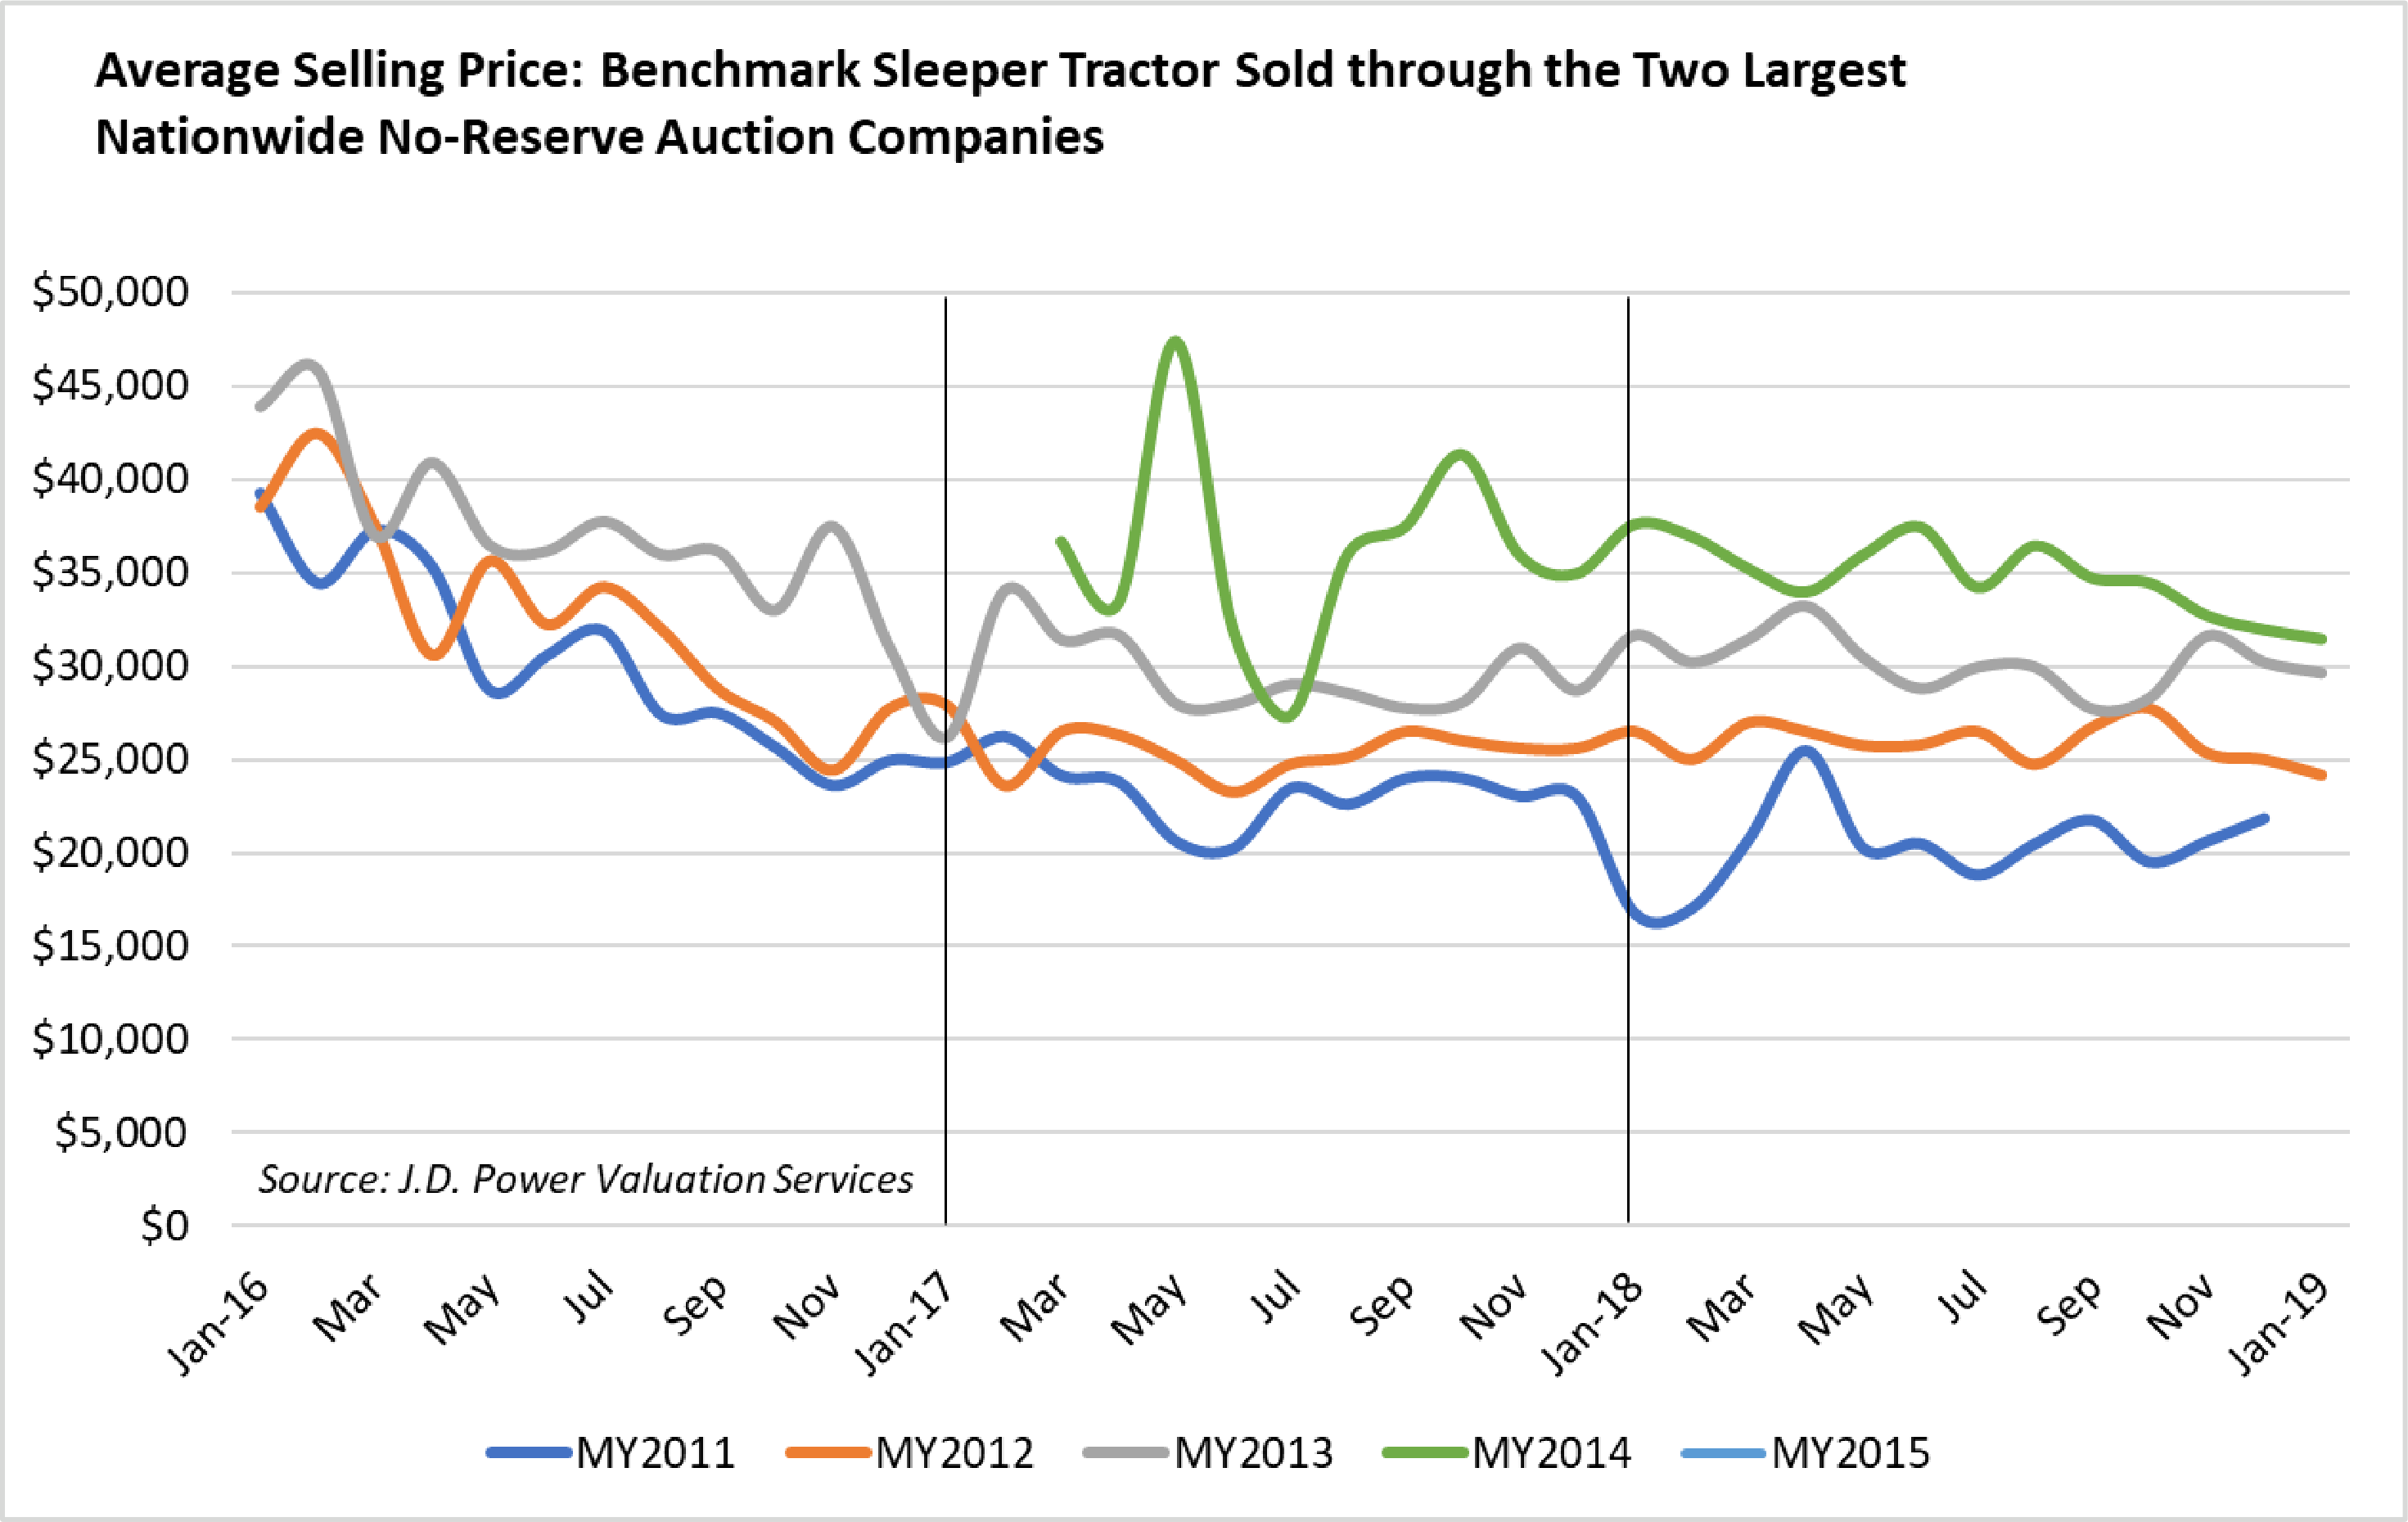 Average Selling Price: Benchmark Sleeper Tractor Sold through the Two Largest
Nationwide No-Reserve Auction Companies
$50,000
$45,000
$40,000
$35,000
$30,000
$25,000
$20,000
$15,000
$10,000
$5,000
$0
Source: J.D. Power Valuation Services
Jan-16 Mar May Jul Sep Nov Jan-17 Mar May Jul Sep Nov Jan-18 Mar May Jul Sep Nov Jan-19
MY2011 MY2012 MY2013 MY2014 MY2015